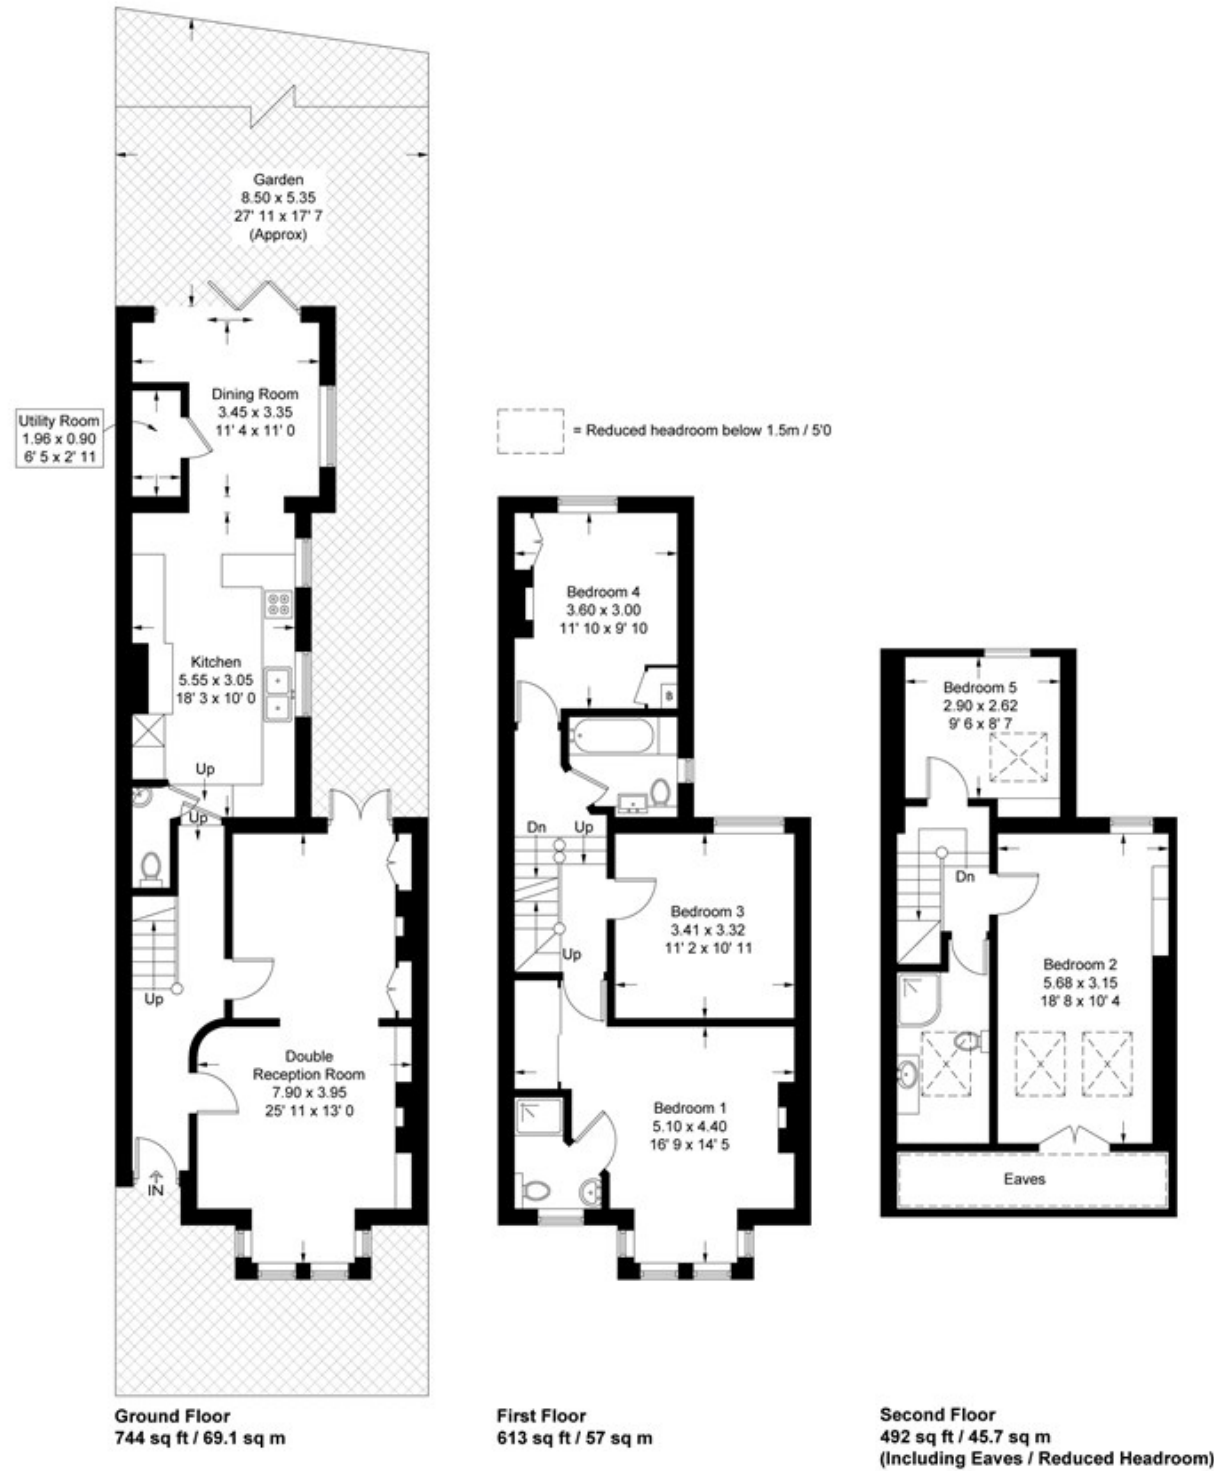 Garden
8.50 x 5.35
27' 11 x 17' 7
(Approx)
Dining Room
3.45 x 3.35
11' 4 x 11' 0
Utility Room
1.96 x 0.90
6' 5 x 2' 11
Kitchen
5.55 x 3.05
18' 3 x 10' 0
Up
Up
Up
Double
Reception Room
7.90 x 3.95
25' 11 x 13' 0
IN
Ground Floor
744 sq ft / 69.1 sq m
= Reduced headroom below 1.5m / 5'0
Bedroom 4
3.60 x 3.00
11' 10 x 9' 10
B
Dn
Up
Bedroom 3
3.41 x 3.32
11' 2 x 10' 11
Up
Bedroom 1
5.10 x 4.40
16' 9 x 14' 5
First Floor
613 sq ft / 57 sq m
Bedroom 5
2.90 x 2.62
9' 6 x 8' 7
Dn
Bedroom 2
5.68 x 3.15
18' 8 x 10' 4
Eaves
Second Floor
492 sq ft / 45.7 sq m
(Including Eaves / Reduced Headroom)